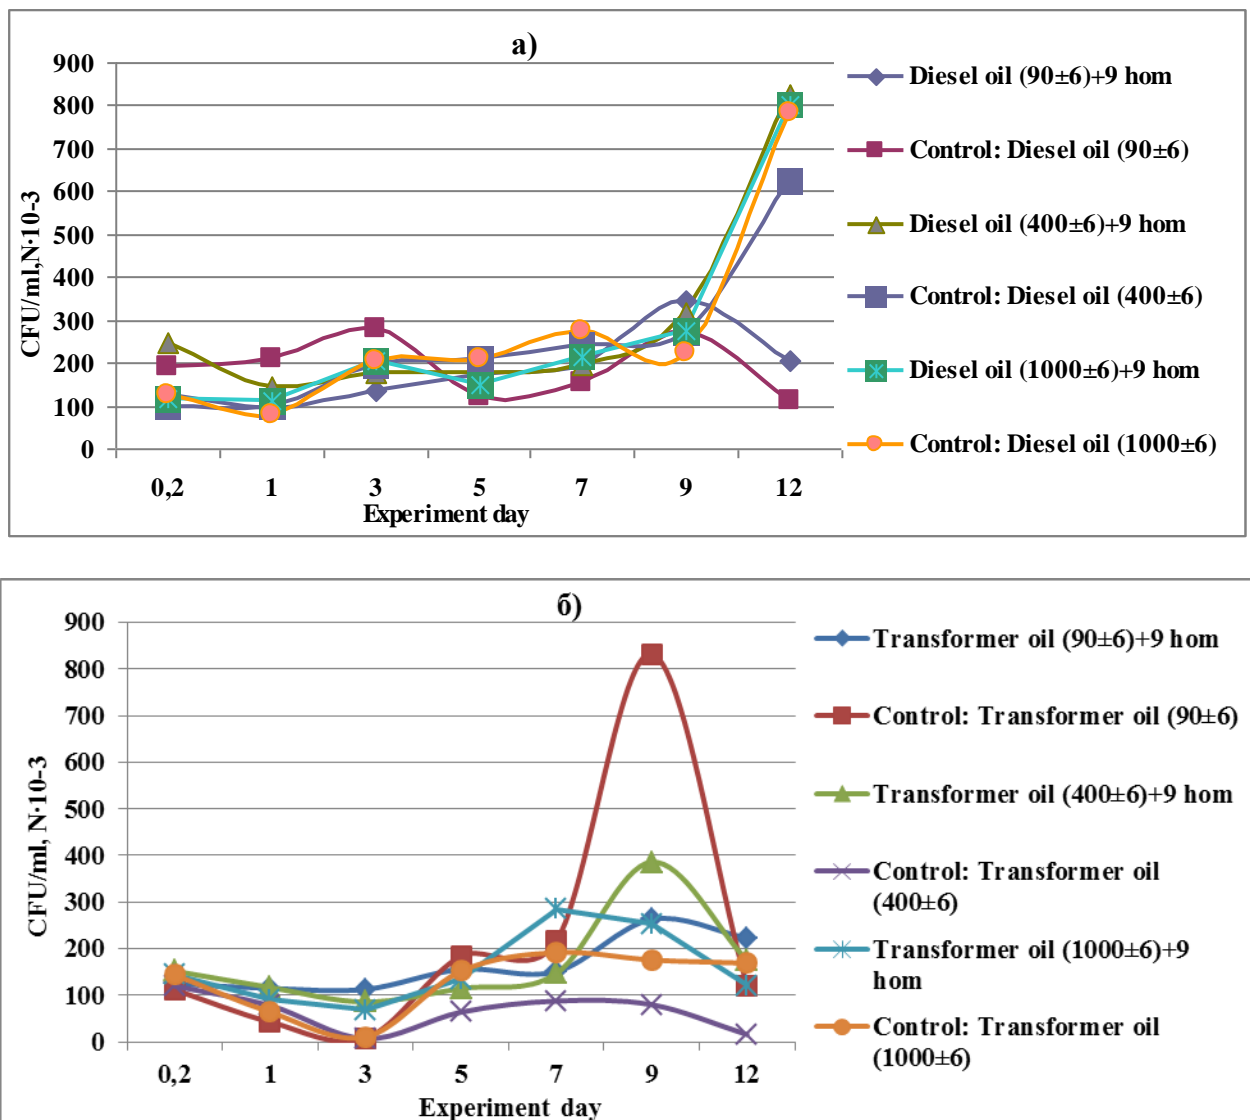 а)
900
800
700
600
500
400
300
200
100
0
CFU/ml,N·10-3
0,2 1 3 5 7 9 12
Experiment day
Diesel oil (90±6)+9 hom
Control: Diesel oil (90±6)
Diesel oil (400±6)+9 hom
Control: Diesel oil (400±6)
Diesel oil (1000±6)+9 hom
Control: Diesel oil (1000±6)
б)
900
800
700
600
500
400
300
200
100
0
CFU/ml, N·10-3
0,2 1 3 5 7 9 12
Experiment day
Transformer oil (90±6)+9 hom
Control: Transformer oil (90±6)
Transformer oil (400±6)+9 hom
Control: Transformer oil
(400±6)
Transformer oil (1000±6)+9
hom
Control: Transformer oil
(1000±6)